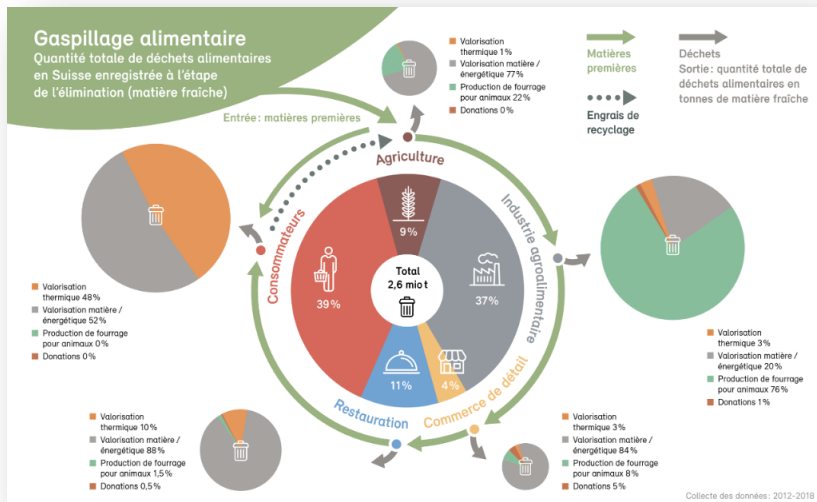 Gaspillage alimentaire
Quantité totale de déchets alimentaires
en Suisse enregistrée à l'étape
de l'élimination (matière fraîche)
Valorisation
thermique 1%
Valorisation matière /
énergétique 77%
Production de fourrage
pour animaux 22%
Donations 0%
Matières
premières
Engrais de
recyclage
Déchets
Sortie : quantité totale de
déchets alimentaires en
tonnes de matière fraîche
Entrée : matières premières
Agriculture
9%
Industrie agroalimentaire
37%
Commerce de détail
4%
Restauration
11%
Consommateurs
39%
Total
2,6 mio t
Valorisation
thermique 48%
Valorisation matière /
énergétique 52%
Production de fourrage
pour animaux 0%
Donations 0%
Valorisation
thermique 3%
Valorisation matière /
énergétique 20%
Production de fourrage
pour animaux 76%
Donations 1%
Valorisation
thermique 10%
Valorisation matière /
énergétique 88%
Production de fourrage
pour animaux 1,5%
Donations 0,5%
Valorisation
thermique 3%
Valorisation matière /
énergétique 84%
Production de fourrage
pour animaux 8%
Donations 5%
Collecte des données : 2012-2018